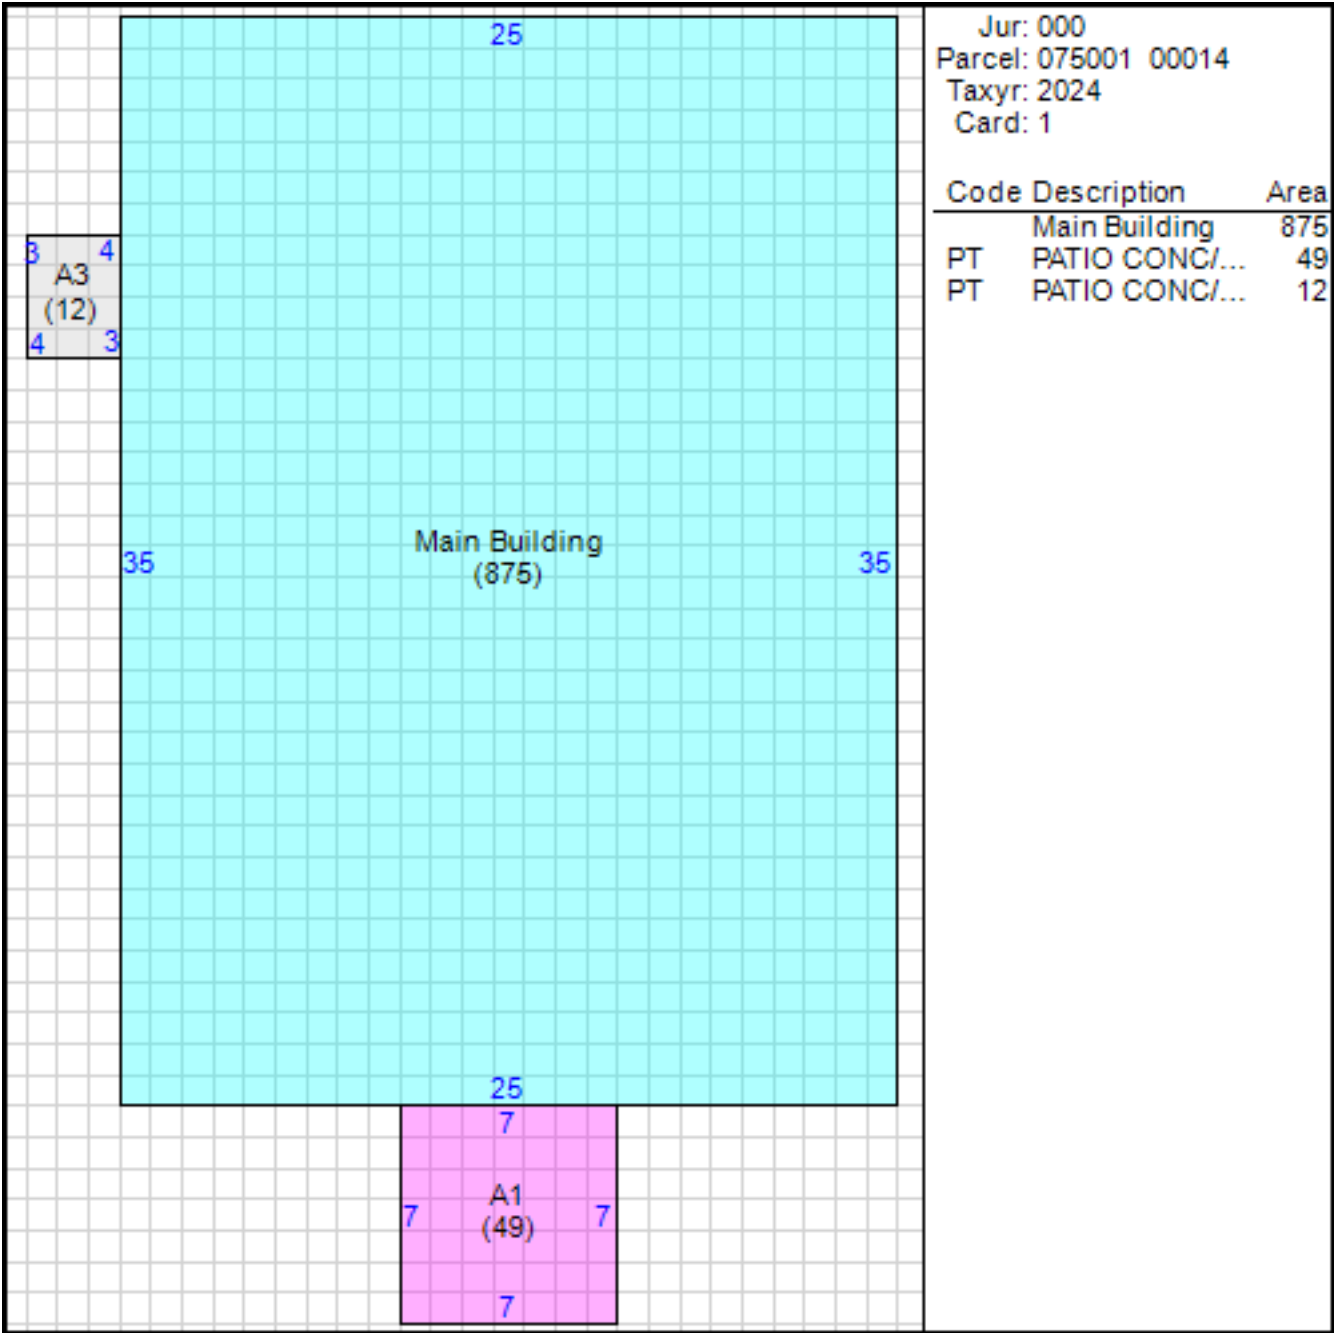 25
3 4
A3
(12)
4 3
Main Building
(875)
35 35
25
7
A1
(49)
7 7
7
Jur: 000
Parcel: 075001 00014
Taxyr: 2024
Card: 1
Code Description Area
Main Building 875
PT PATIO CONC/... 49
PT PATIO CONC/... 12